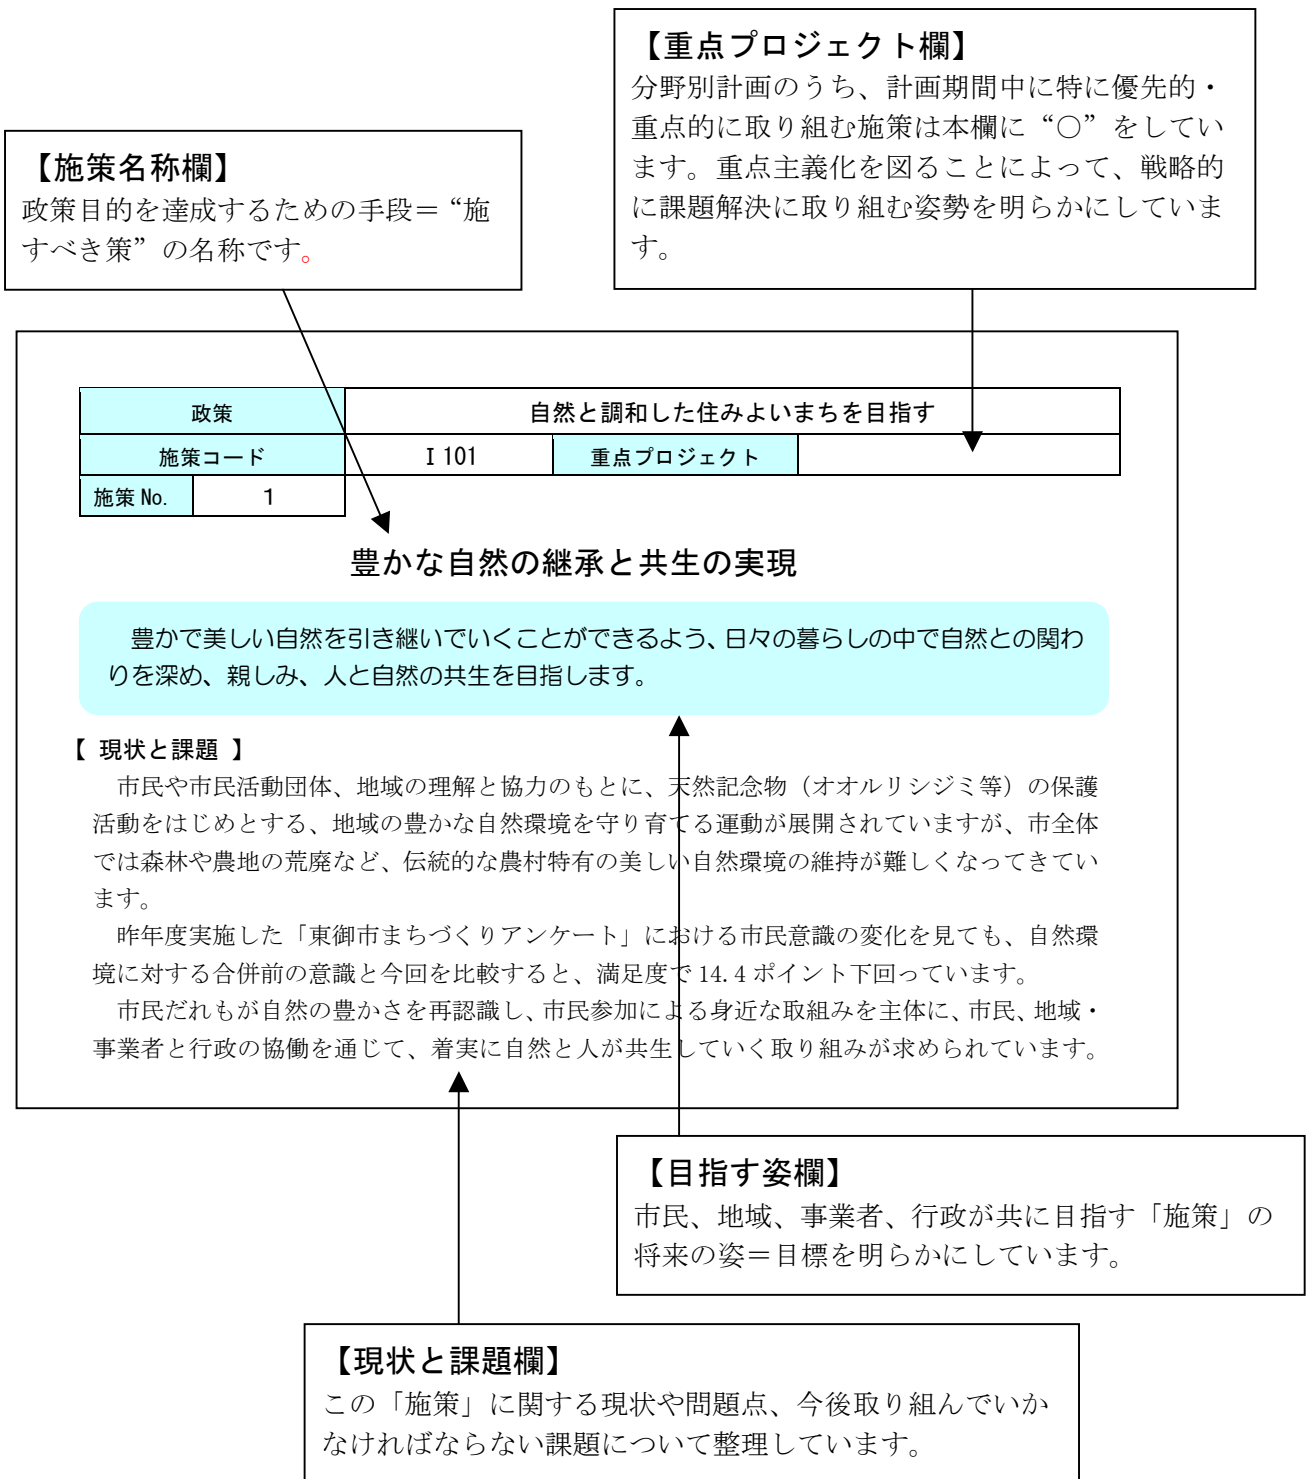 【重点プロジェクト欄】
分野別計画のうち、計画期間中に特に優先的・
重点的に取り組む施策は本欄に“○”をしてい
ます。重点主義化を図ることによって、戦略的
に課題解決に取り組む姿勢を明らかにしていま
す。
【施策名称欄】
政策目的を達成するための手段＝“施
すべき策”の名称です。
政策 自然と調和した住みよいまちを目指す
施策コード Ⅰ101 重点プロジェクト
施策 No. 1
豊かな自然の継承と共生の実現
豊かで美しい自然を引き継いでいくことができるよう、日々の暮らしの中で自然との関わ
りを深め、親しみ、人と自然の共生を目指します。
【 現状と課題 】
市民や市民活動団体、地域の理解と協力のもとに、天然記念物（オオルリシジミ等）の保護
活動をはじめとする、地域の豊かな自然環境を守り育てる運動が展開されていますが、市全体
では森林や農地の荒廃など、伝統的な農村特有の美しい自然環境の維持が難しくなってきてい
ます。
昨年度実施した「東御市まちづくりアンケート」における市民意識の変化を見ても、自然環
境に対する合併前の意識と今回を比較すると、満足度で 14.4 ポイント下回っています。
市民だれもが自然の豊かさを再認識し、市民参加による身近な取組みを主体に、市民、地域・
事業者と行政の協働を通じて、着実に自然と人が共生していく取り組みが求められています。
【目指す姿欄】
市民、地域、事業者、行政が共に目指す「施策」の
将来の姿＝目標を明らかにしています。
【現状と課題欄】
この「施策」に関する現状や問題点、今後取り組んでいか
なければならない課題について整理しています。